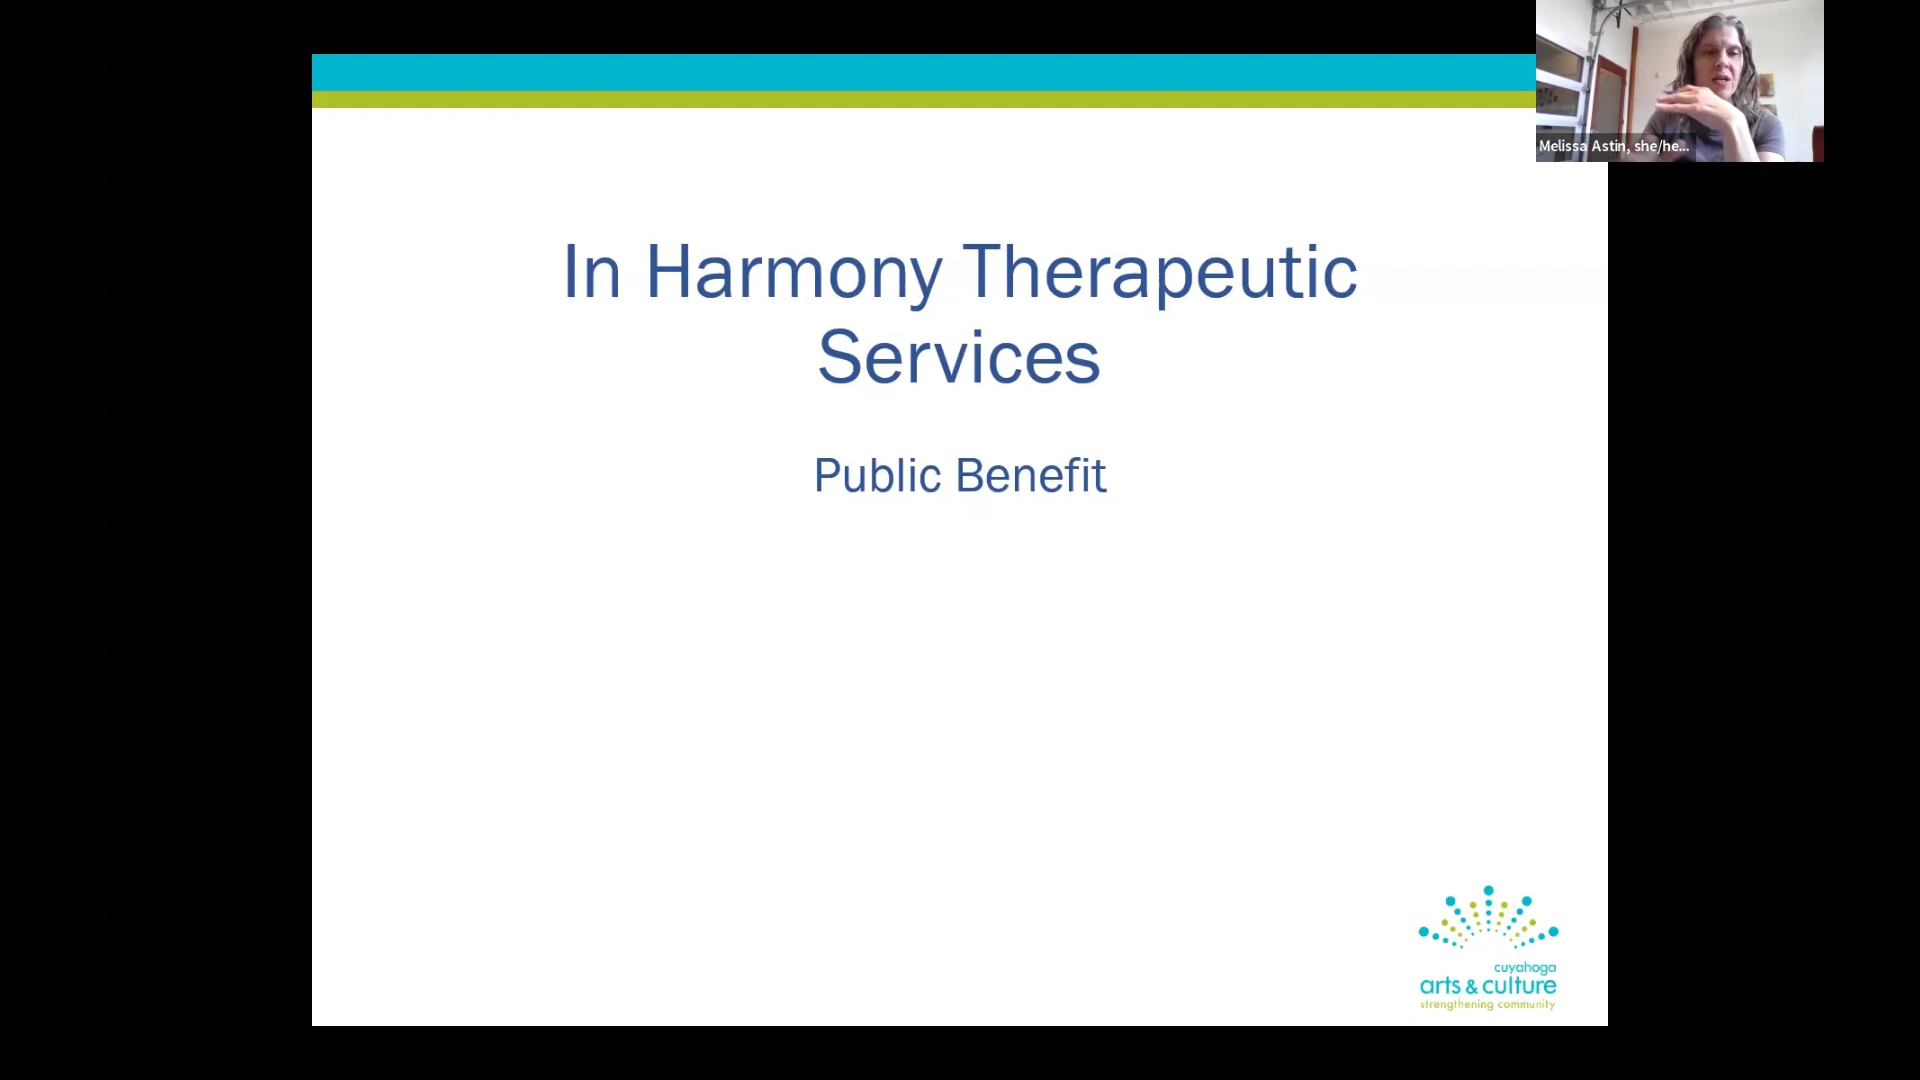 Melissa Astin, she/he...
In Harmony Therapeutic
Services
Public Benefit
cuyahoga
arts & culture
strengthening community